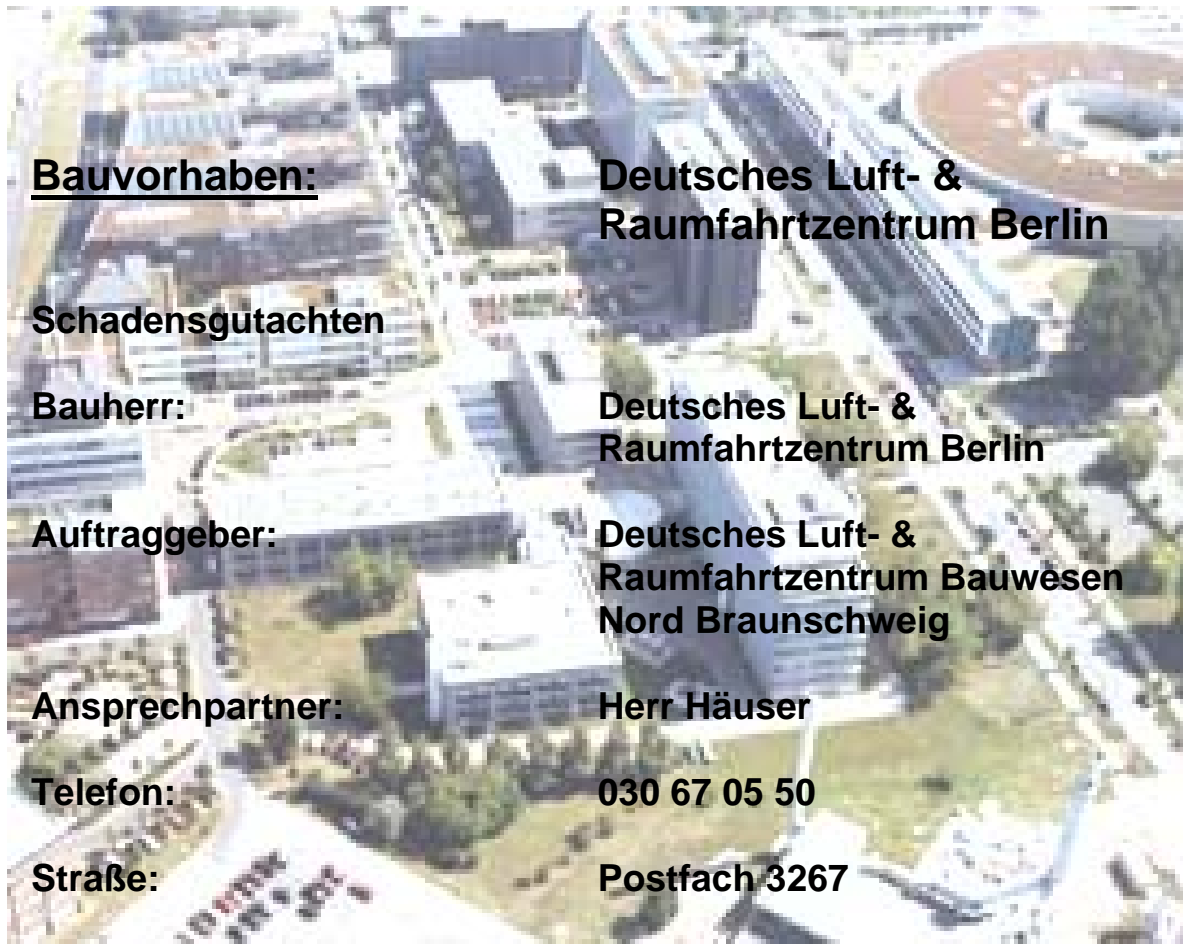 Bauvorhaben: Deutsches Luft- &
Raumfahrtzentrum Berlin
Schadensgutachten
Bauherr: Deutsches Luft- &
Raumfahrtzentrum Berlin
Auftraggeber: Deutsches Luft- &
Raumfahrtzentrum Bauwesen
Nord Braunschweig
Ansprechpartner: Herr Häuser
Telefon: 030 67 05 50
Straße: Postfach 3267